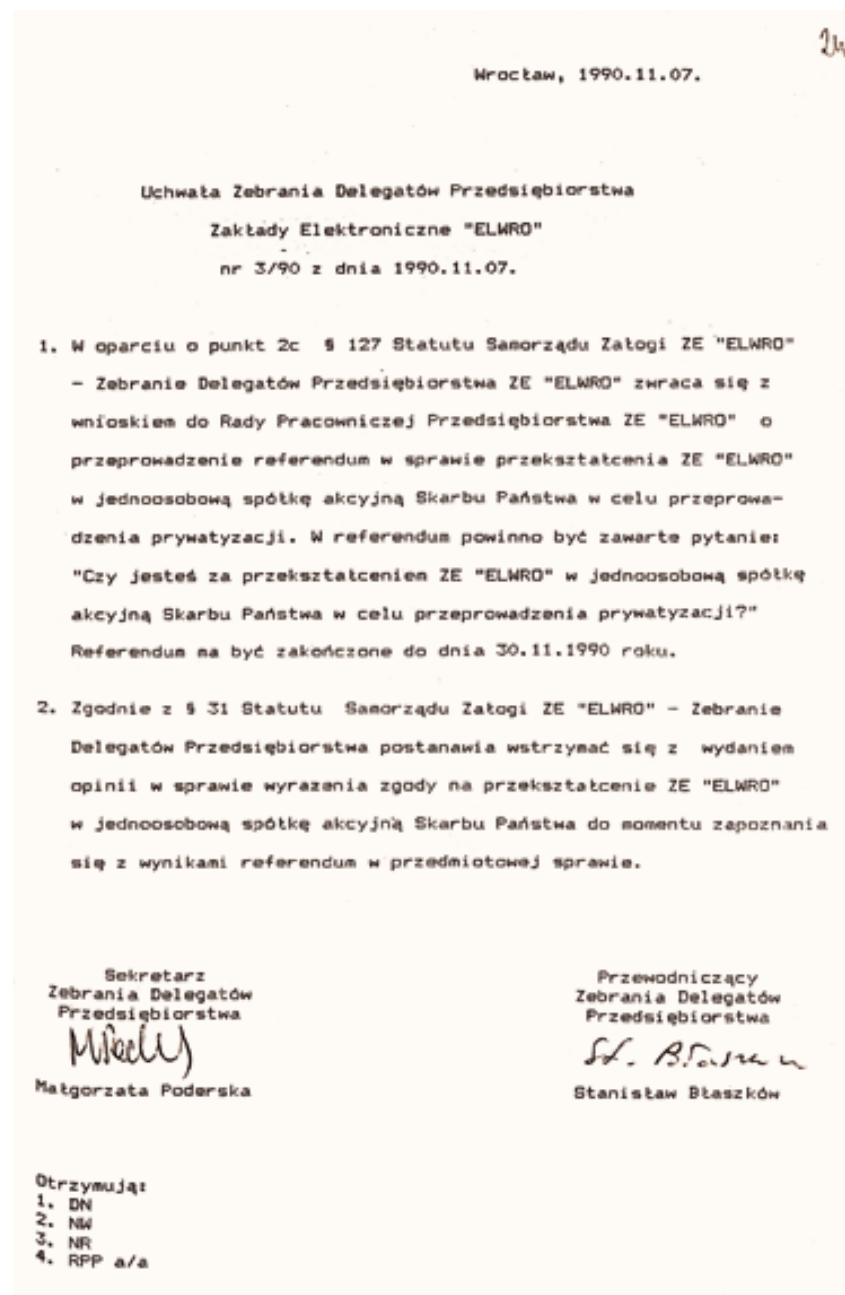 24
Wrocław, 1990.11.07.
Uchwała Zebrania Delegatów Przedsiębiorstwa
Zakłady Elektroniczne "ELWRO"
nr 3/90 z dnia 1990.11.07.
1. W oparciu o punkt 2c § 127 Statutu Samorządu Załogi ZE "ELWRO"
- Zebranie Delegatów Przedsiębiorstwa ZE "ELWRO" zwraca się z
wnioskiem do Rady Pracowniczej Przedsiębiorstwa ZE "ELWRO" o
przeprowadzenie referendum w sprawie przekształcenia ZE "ELWRO"
w jednoosobową spółkę akcyjną Skarbu Państwa w celu przeprowa-
dzenia prywatyzacji. W referendum powinno być zawarte pytanie:
"Czy jesteś za przekształceniem ZE "ELWRO" w jednoosobową spółkę
akcyjną Skarbu Państwa w celu przeprowadzenia prywatyzacji?"
Referendum ma być zakończone do dnia 30.11.1990 roku.
2. Zgodnie z § 31 Statutu Samorządu Załogi ZE "ELWRO" - Zebranie
Delegatów Przedsiębiorstwa postanawia wstrzymać się z wydaniem
opinii w sprawie wyrażenia zgody na przekształcenie ZE "ELWRO"
w jednoosobową spółkę akcyjną Skarbu Państwa do momentu zapoznania
się z wynikami referendum w przedmiotowej sprawie.
Sekretarz
Zebrania Delegatów
Przedsiębiorstwa
Małgorzata Poderska
Przewodniczący
Zebrania Delegatów
Przedsiębiorstwa
St. Błaszków
Stanisław Błaszków
Otrzymują:
1. DN
2. NW
3. NR
4. RPP a/a